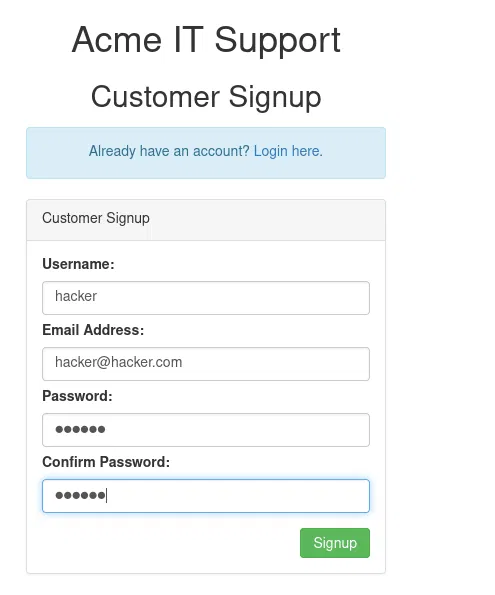 Acme IT Support
Customer Signup
Already have an account? Login here.
Customer Signup
Username:
hacker
Email Address:
hacker@hacker.com
Password:
●●●●●●
Confirm Password:
●●●●●●
Signup